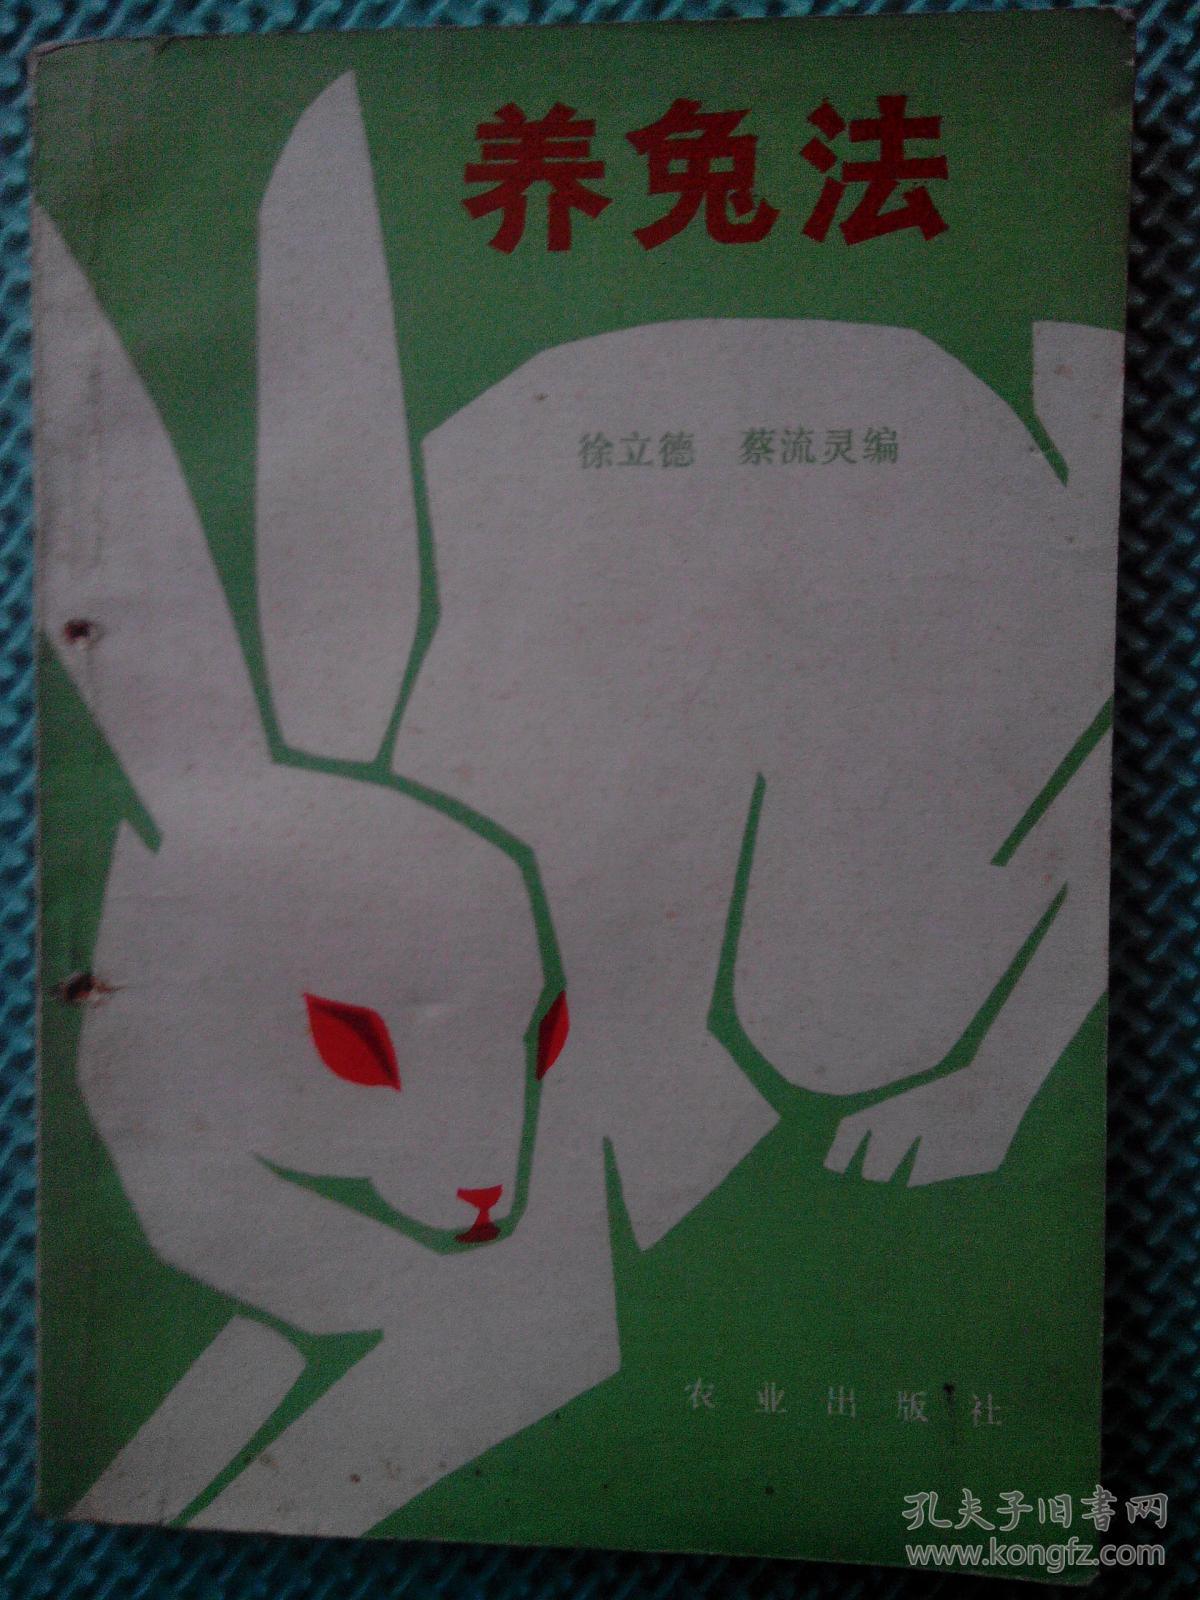 养兔法
徐立德 蔡流灵编
农业出版社
孔夫子旧书网
www.kongfz.com